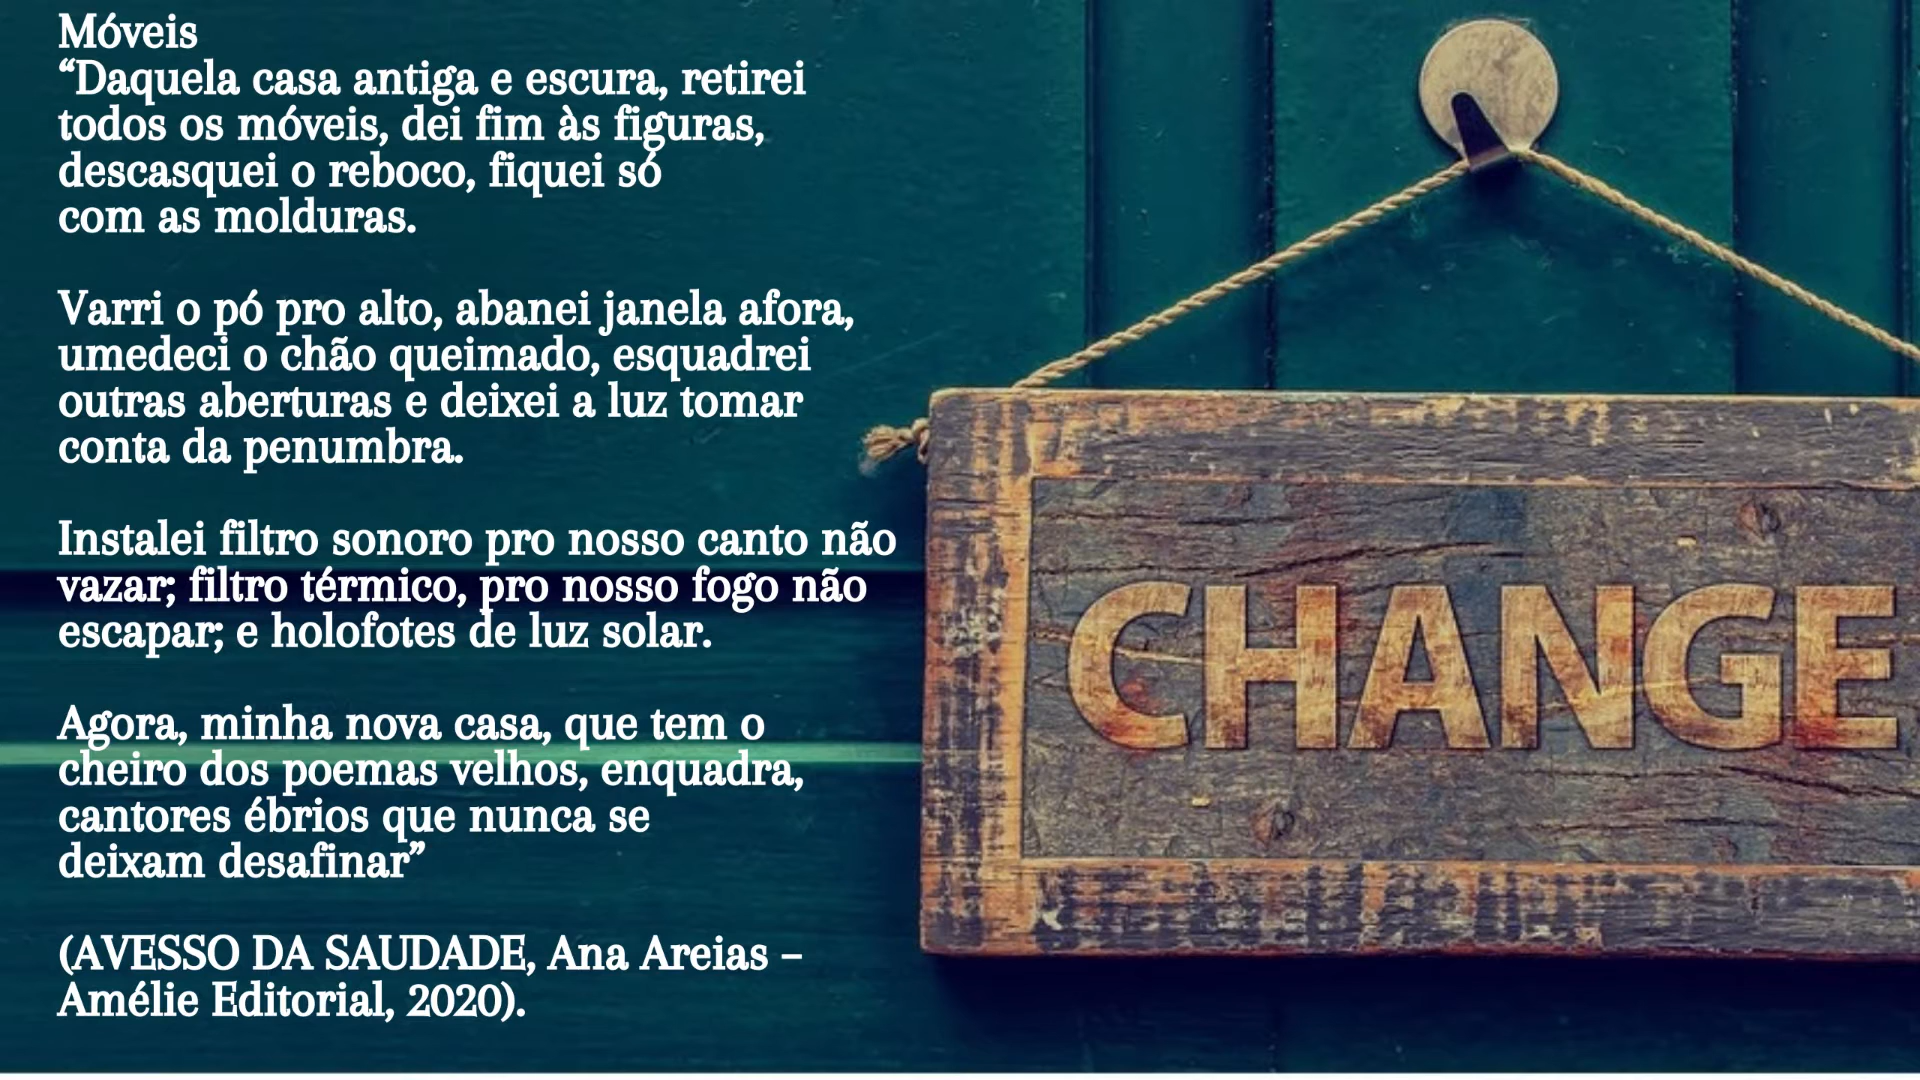 Móveis
“Daquela casa antiga e escura, retirei
todos os móveis, dei fim às figuras,
descasquei o reboco, fiquei só
com as molduras.
Varri o pó pro alto, abanei janela afora,
umedeci o chão queimado, esquadrei
outras aberturas e deixei a luz tomar
conta da penumbra.
Instalei filtro sonoro pro nosso canto não
vazar; filtro térmico, pro nosso fogo não
escapar; e holofotes de luz solar.
Agora, minha nova casa, que tem o
cheiro dos poemas velhos, enquadra,
cantores ébrios que nunca se
deixam desafinar”
(AVESSO DA SAUDADE, Ana Areias –
Amélie Editorial, 2020).
CHANGE